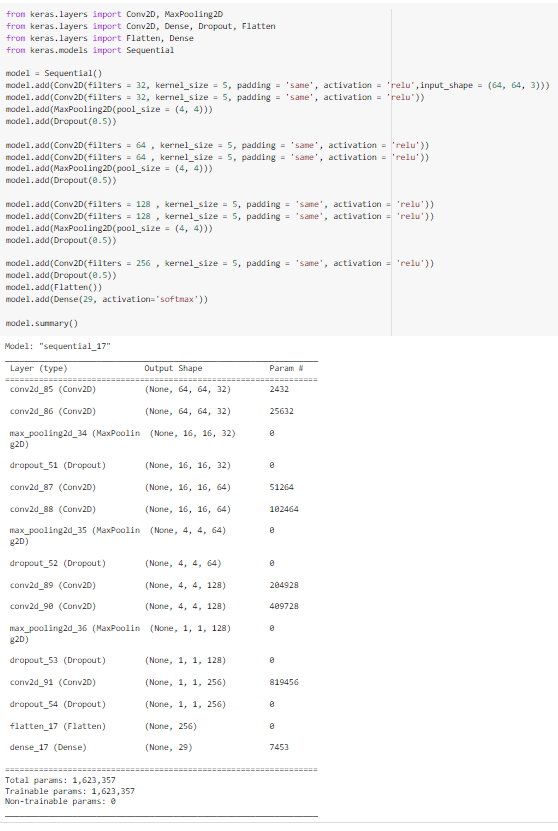 from keras.layers import Conv2D, MaxPooling2D
from keras.layers import Conv2D, Dense, Dropout, Flatten
from keras.layers import Flatten, Dense
from keras.models import Sequential

model = Sequential()
model.add(Conv2D(filters = 32, kernel_size = 5, padding = 'same', activation = 'relu',input_shape = (64, 64, 3)))
model.add(Conv2D(filters = 32, kernel_size = 5, padding = 'same', activation = 'relu'))
model.add(MaxPooling2D(pool_size = (4, 4)))
model.add(Dropout(0.5))

model.add(Conv2D(filters = 64 , kernel_size = 5, padding = 'same', activation = 'relu'))
model.add(Conv2D(filters = 64 , kernel_size = 5, padding = 'same', activation = 'relu'))
model.add(MaxPooling2D(pool_size = (4, 4)))
model.add(Dropout(0.5))

model.add(Conv2D(filters = 128 , kernel_size = 5, padding = 'same', activation = 'relu'))
model.add(Conv2D(filters = 128 , kernel_size = 5, padding = 'same', activation = 'relu'))
model.add(MaxPooling2D(pool_size = (4, 4)))
model.add(Dropout(0.5))

model.add(Conv2D(filters = 256 , kernel_size = 5, padding = 'same', activation = 'relu'))
model.add(Dropout(0.5))
model.add(Flatten())
model.add(Dense(29, activation='softmax'))

model.summary()

Model: "sequential_17"
Layer (type) Output Shape Param #
conv2d_85 (Conv2D) (None, 64, 64, 32) 2432
conv2d_86 (Conv2D) (None, 64, 64, 32) 25632
max_pooling2d_34 (MaxPoolin (None, 16, 16, 32) 0
g2D)
dropout_51 (Dropout) (None, 16, 16, 32) 0
conv2d_87 (Conv2D) (None, 16, 16, 64) 51264
conv2d_88 (Conv2D) (None, 16, 16, 64) 102464
max_pooling2d_35 (MaxPoolin (None, 4, 4, 64) 0
g2D)
dropout_52 (Dropout) (None, 4, 4, 64) 0
conv2d_89 (Conv2D) (None, 4, 4, 128) 204928
conv2d_90 (Conv2D) (None, 4, 4, 128) 409728
max_pooling2d_36 (MaxPoolin (None, 1, 1, 128) 0
g2D)
dropout_53 (Dropout) (None, 1, 1, 128) 0
conv2d_91 (Conv2D) (None, 1, 1, 256) 819456
dropout_54 (Dropout) (None, 1, 1, 256) 0
flatten_17 (Flatten) (None, 256) 0
dense_17 (Dense) (None, 29) 7453
Total params: 1,623,357
Trainable params: 1,623,357
Non-trainable params: 0